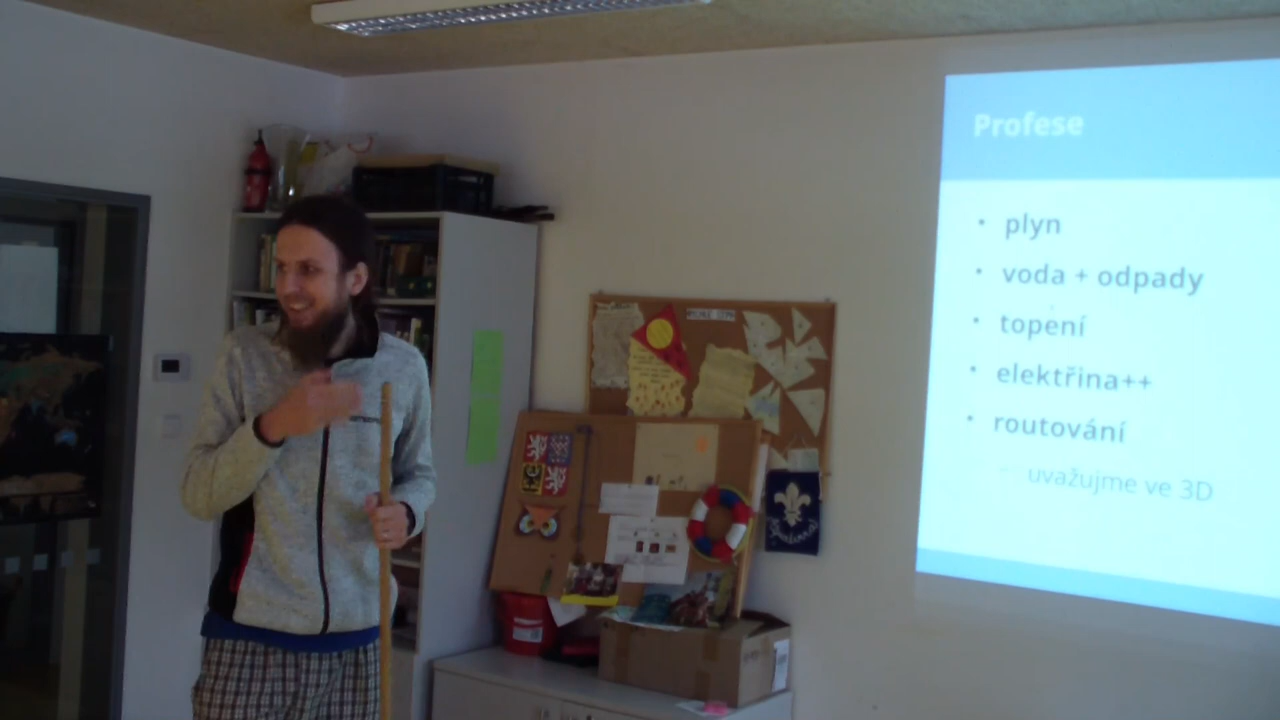 Profese
• plyn
• voda + odpady
• topení
• elektřina++
• routování
uvažujme ve 3D